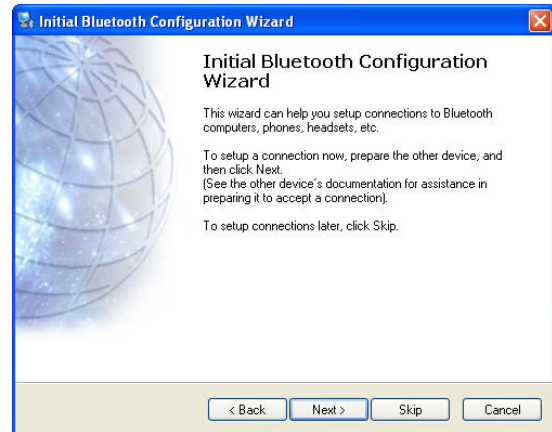 Initial Bluetooth Configuration Wizard
Initial Bluetooth Configuration
Wizard
This wizard can help you setup connections to Bluetooth
computers, phones, headsets, etc.
To setup a connection now, prepare the other device, and
then click Next.
(See the other device's documentation for assistance in
preparing it to accept a connection).
To setup connections later, click Skip.
< Back Next > Skip Cancel